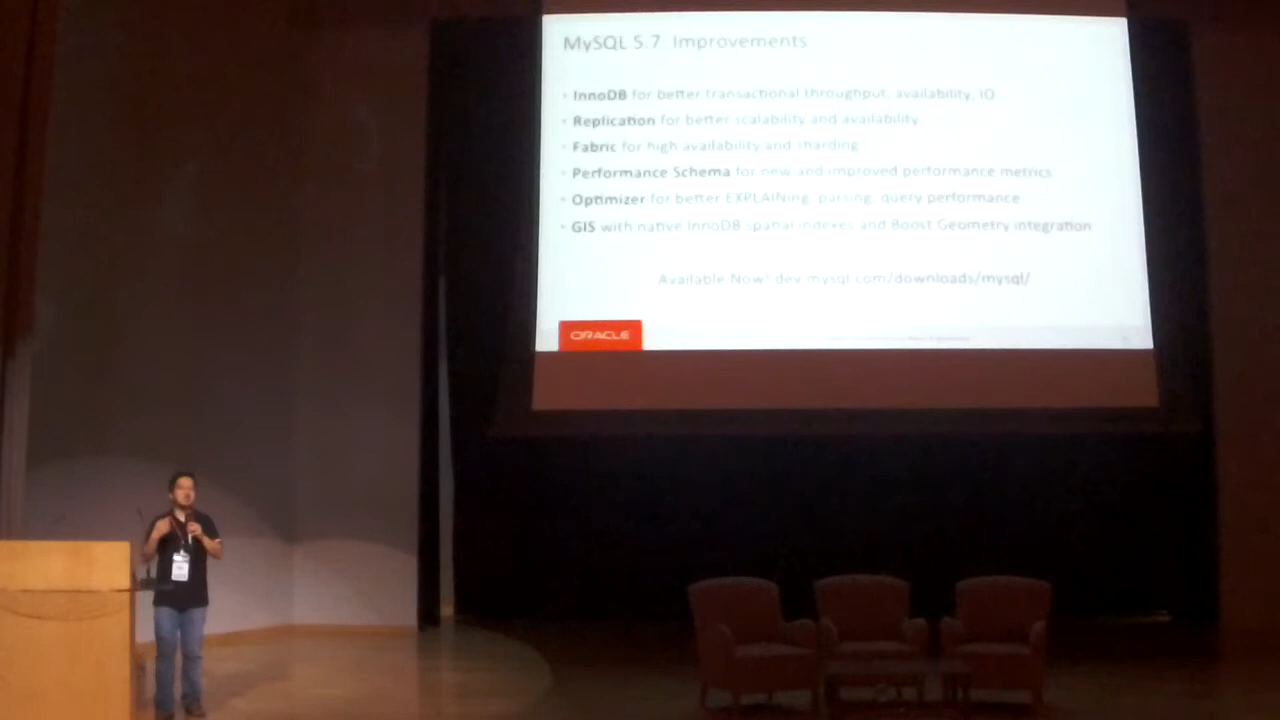 MySQL 5.7: Improvements
• InnoDB for better transactional throughput, availability, IO
• Replication for better scalability and availability
• Fabric for high availability and sharding
• Performance Schema for new and improved performance metrics
• Optimizer for better EXPLAINing, parsing, query performance
• GIS with native InnoDB spatial indexes and Boost.Geometry integration
Available Now! dev.mysql.com/downloads/mysql/
ORACLE